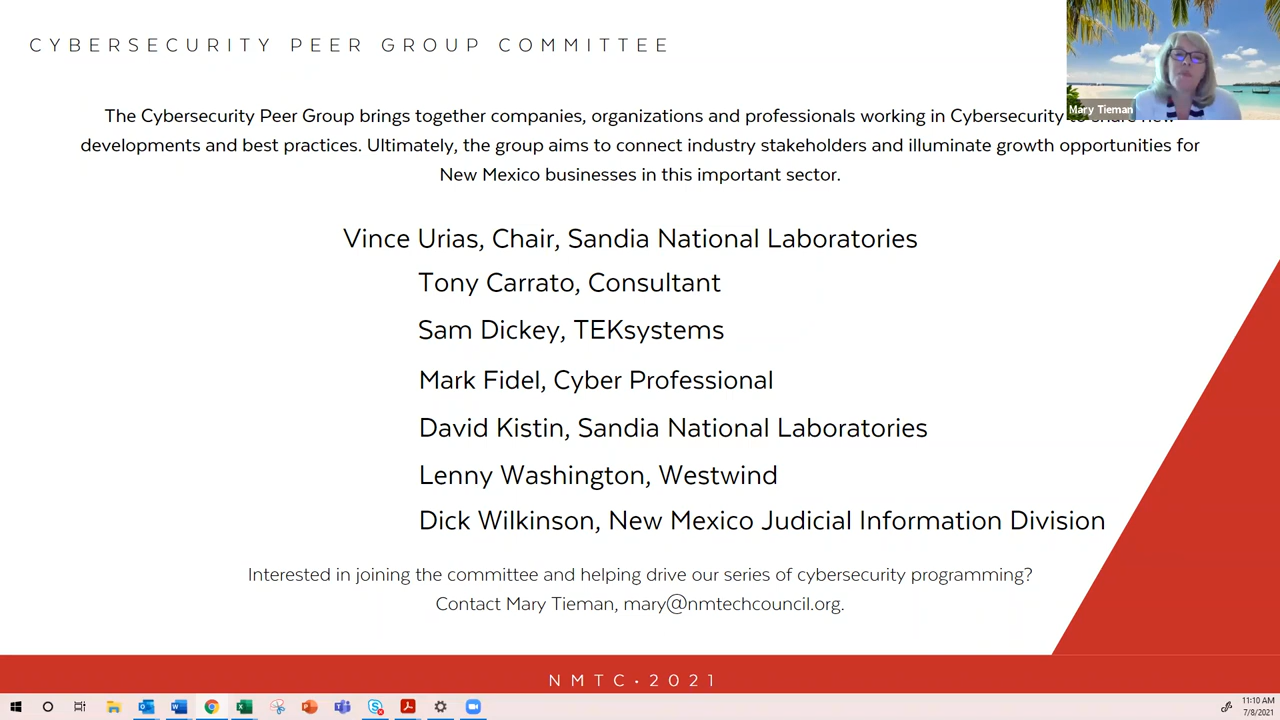 CYBERSECURITY PEER GROUP COMMITTEE
Mary Tieman
The Cybersecurity Peer Group brings together companies, organizations and professionals working in Cybersecurity to share new
developments and best practices. Ultimately, the group aims to connect industry stakeholders and illuminate growth opportunities for
New Mexico businesses in this important sector.
Vince Urias, Chair, Sandia National Laboratories
Tony Carrato, Consultant
Sam Dickey, TEKsystems
Mark Fidel, Cyber Professional
David Kistin, Sandia National Laboratories
Lenny Washington, Westwind
Dick Wilkinson, New Mexico Judicial Information Division
Interested in joining the committee and helping drive our series of cybersecurity programming?
Contact Mary Tieman, mary@nmtechcouncil.org.
NMTC·2021
11:10 AM
7/8/2021